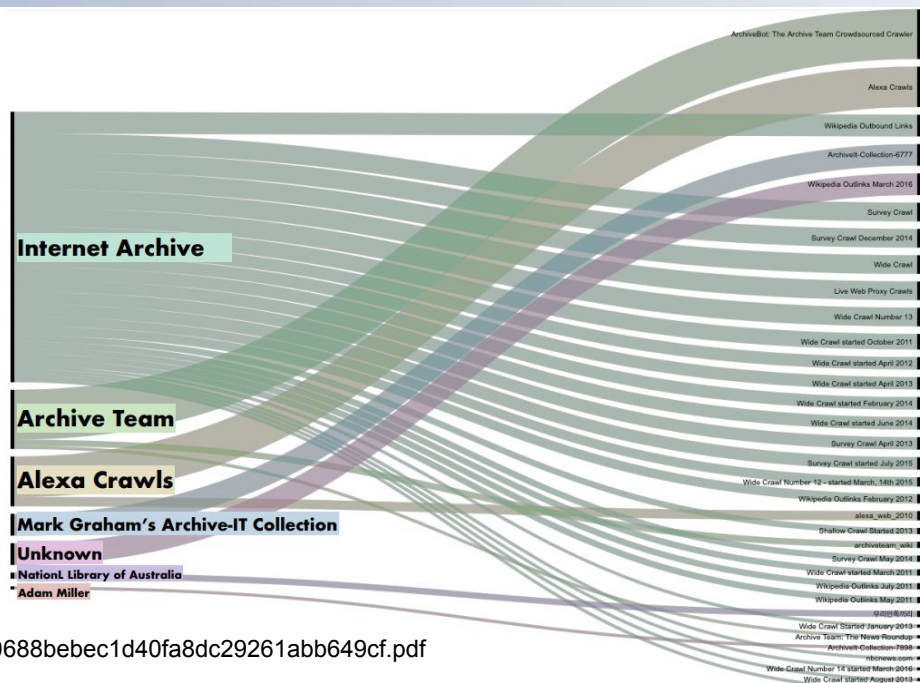 ArchiveBot: The Archive Team Crowdsourced Crawler
Alexa Crawls
Wikipedia Outbound Links
ArchiveIt-Collection-6777
Wikipedia Outlinks March 2016
Survey Crawl
Survey Crawl December 2014
Wide Crawl
Live Web Proxy Crawls
Wide Crawl Number 13
Wide Crawl started October 2011
Wide Crawl started April 2012
Wide Crawl started April 2013
Wide Crawl started February 2014
Wide Crawl started June 2014
Survey Crawl April 2013
Survey Crawl started July 2015
Wide Crawl Number 12 - started March, 14th 2015
Wikipedia Outlinks February 2012
alexa_web_2010
Shallow Crawl Started 2013
archiveteam_wiki
Survey Crawl May 2014
Wide Crawl started March 2011
Wikipedia Outlinks July 2011
Wikipedia Outlinks May 2011
우리민족끼리
Wide Crawl Started January 2013
Archive Team: The News Roundup
ArchiveIt-Collection-7898
nbcnews.com
Wide Crawl Number 14 started March 2016
Wide Crawl started August 2013
Internet Archive
Archive Team
Alexa Crawls
Mark Graham's Archive-IT Collection
Unknown
NationL Library of Australia
Adam Miller
0688bebec1d40fa8dc29261abb649cf.pdf